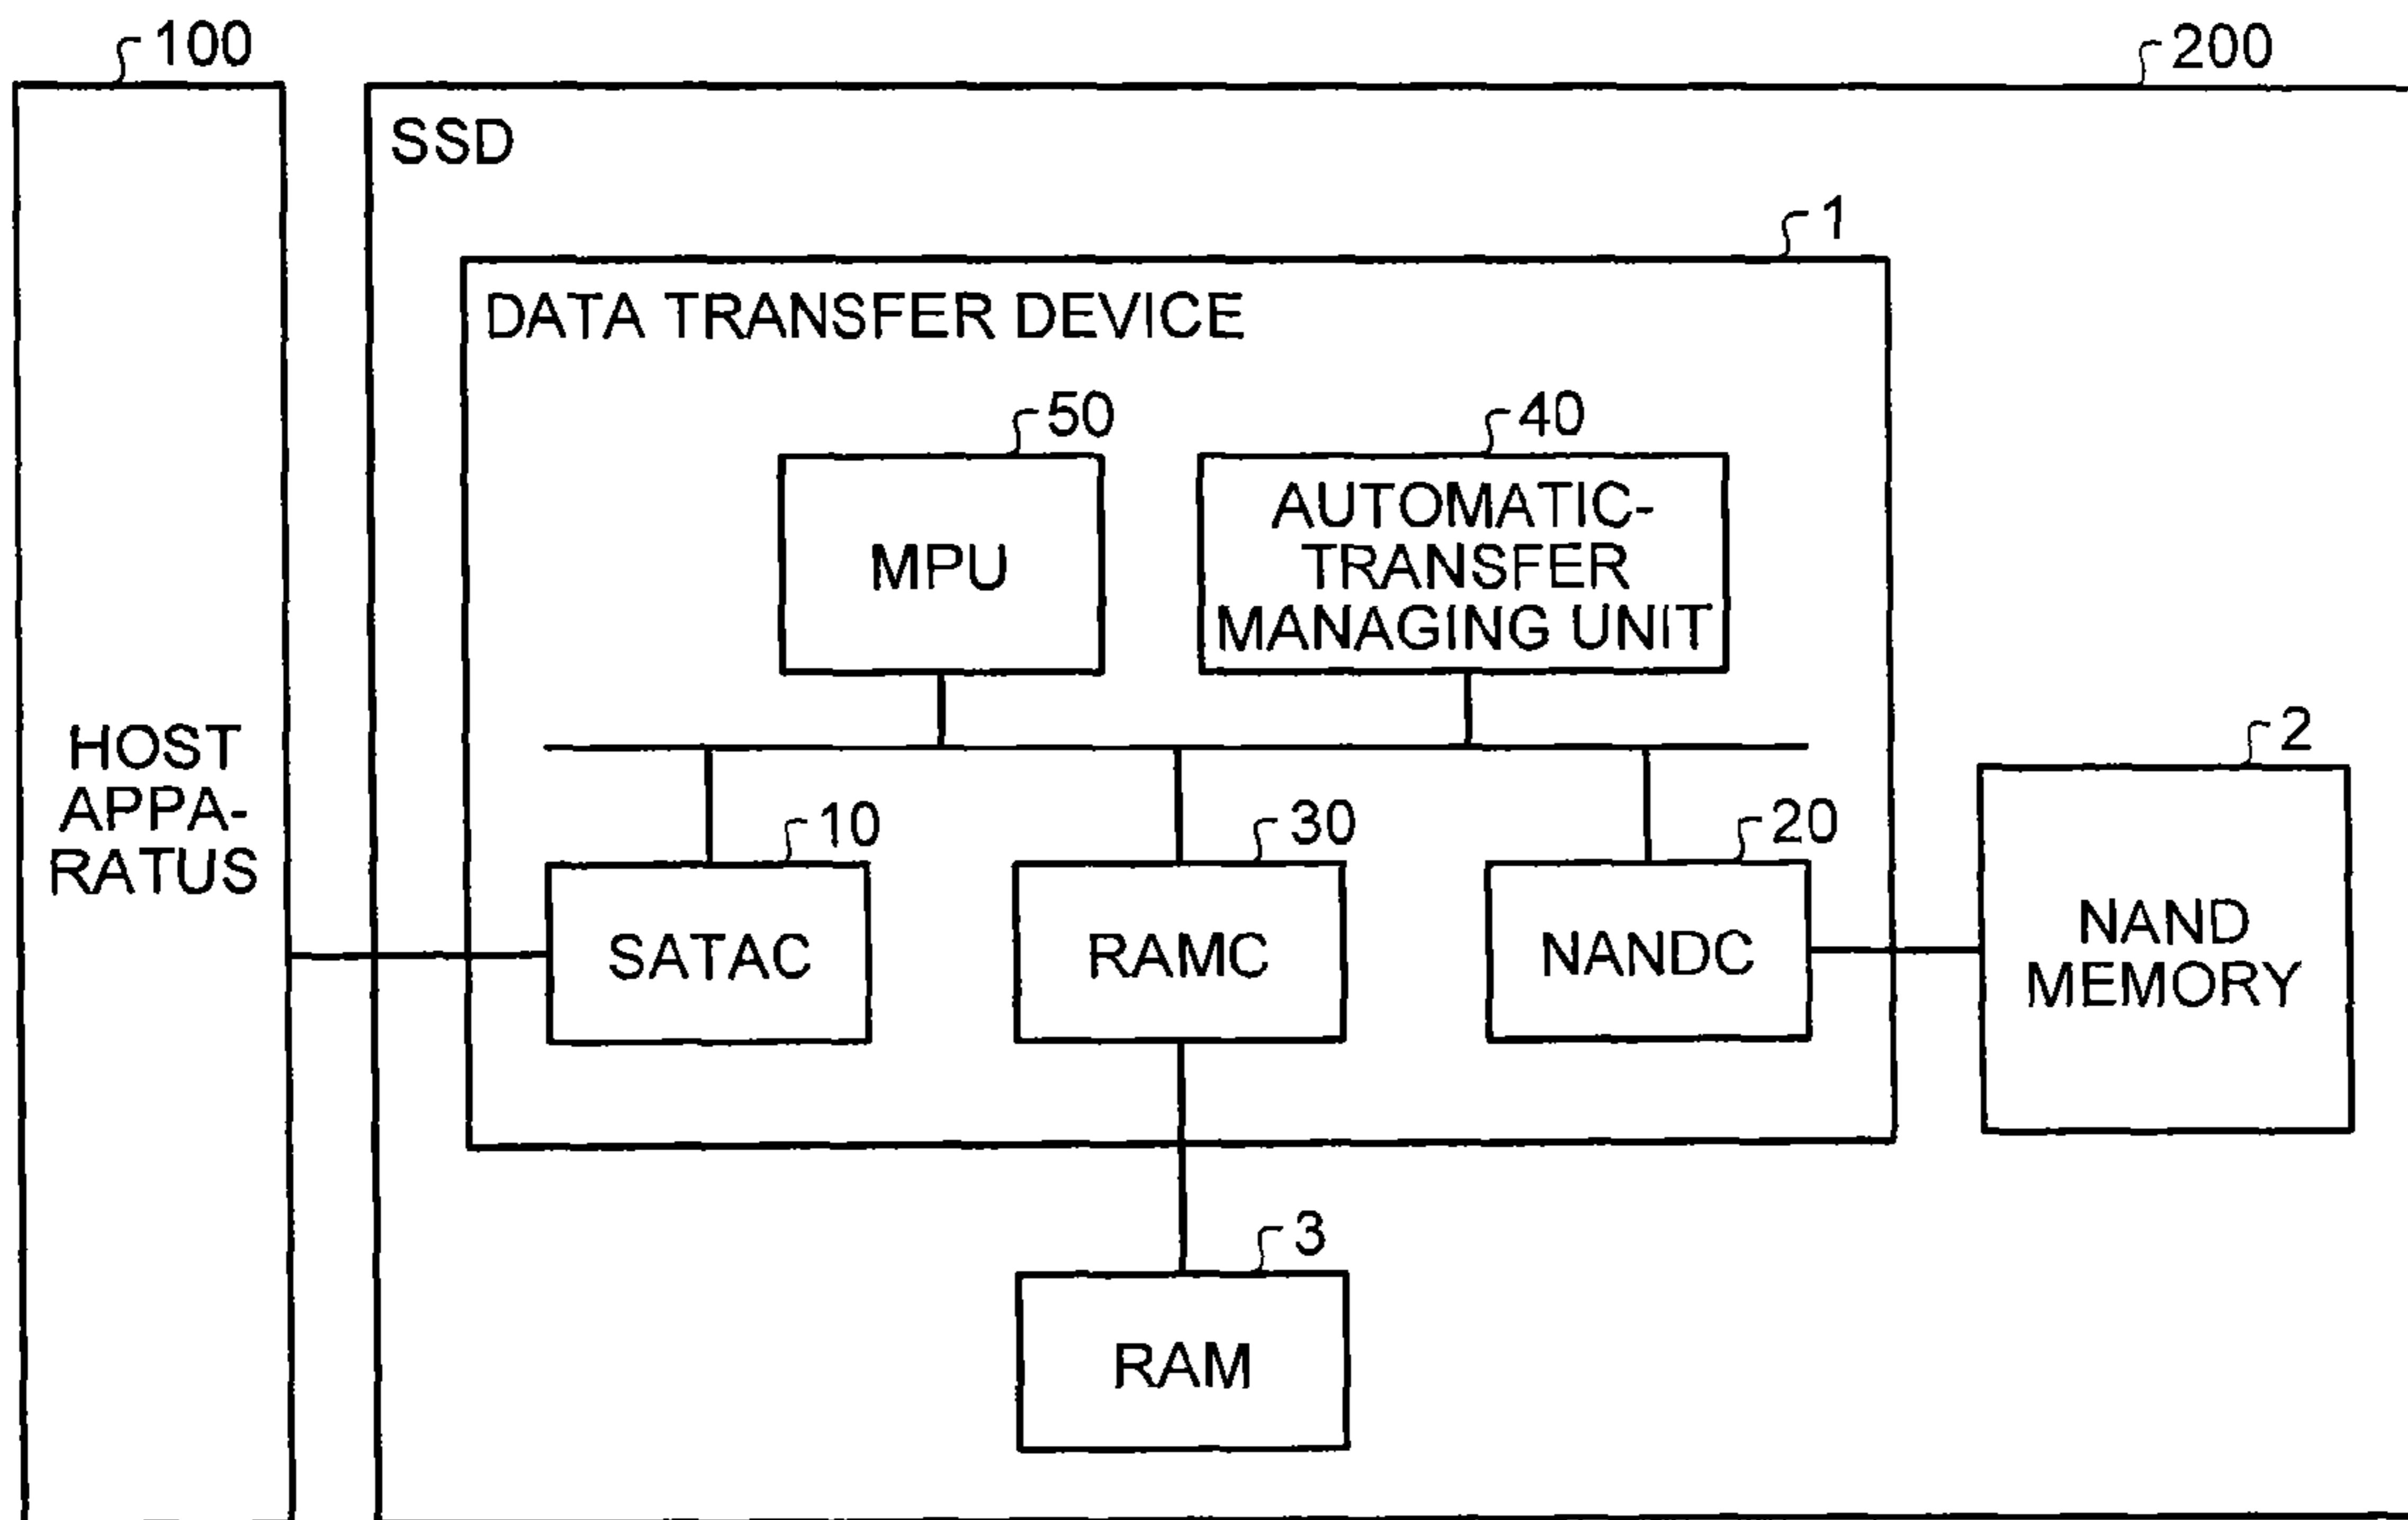 100
200
SSD
1
DATA TRANSFER DEVICE
50
40
MPU
AUTOMATIC-
TRANSFER
MANAGING UNIT
HOST
APPA-
RATUS
2
10
30
20
SATAC
RAMC
NANDC
NAND
MEMORY
3
RAM